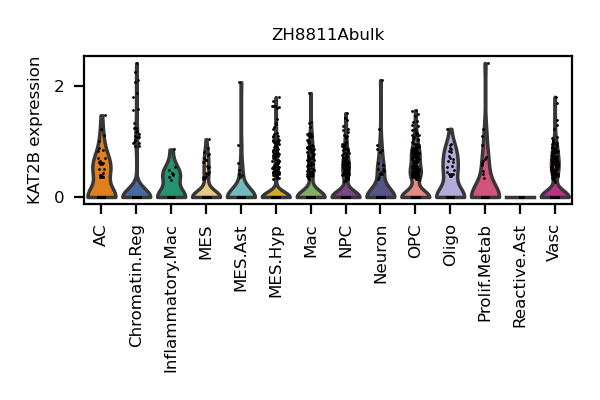 ZH8811Abulk
KAT2B expression
2
0
AC
Chromatin.Reg
Inflammatory.Mac
MES
MES.Ast
MES.Hyp
Mac
NPC
Neuron
OPC
Oligo
Prolif.Metab
Reactive.Ast
Vasc